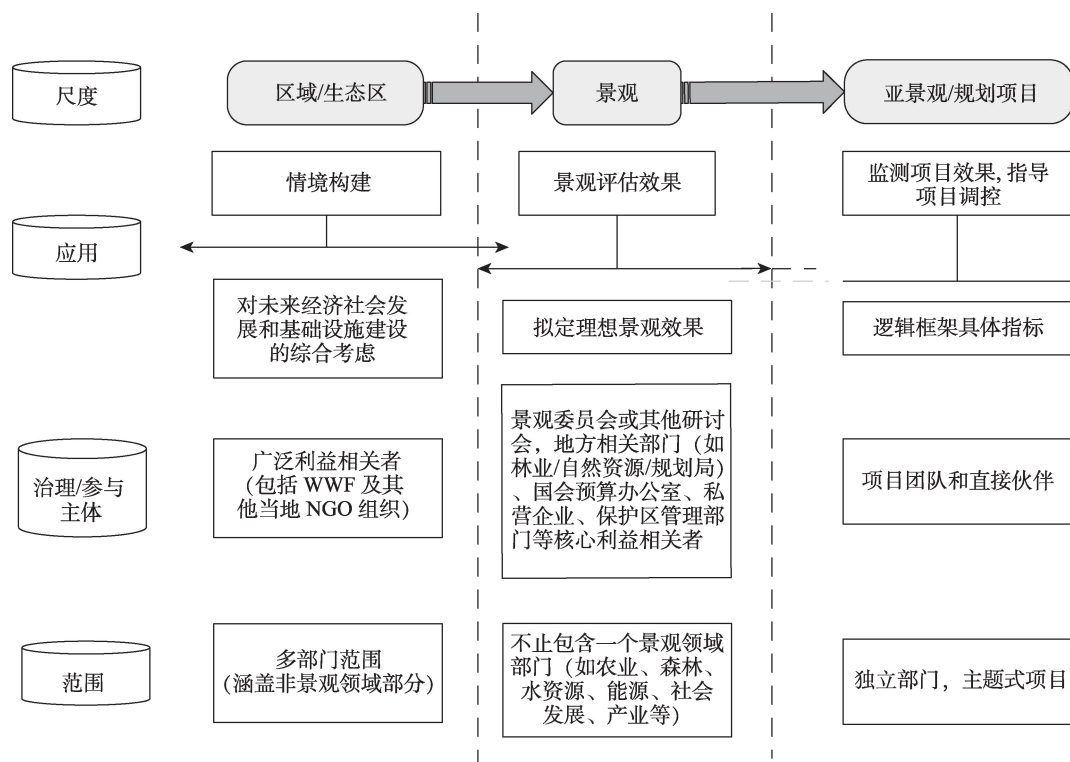 尺度
区域/生态区
景观
亚景观/规划项目
应用
情境构建
景观评估效果
监测项目效果, 指导
项目调控
对未来经济社会发
展和基础设施建设
的综合考虑
拟定理想景观效果
逻辑框架具体指标
治理/参与
主体
广泛利益相关者
（包括 WWF 及其
他当地 NGO 组织）
景观委员会或其他研讨
会，地方相关部门（如
林业/自然资源/规划局）
、国会预算办公室、私
营企业、保护区管理部
门等核心利益相关者
项目团队和直接伙伴
范围
多部门范围
（涵盖非景观领域部分）
不止包含一个景观领域
部门（如农业、森林、
水资源、能源、社会
发展、产业等）
独立部门，主题式项目